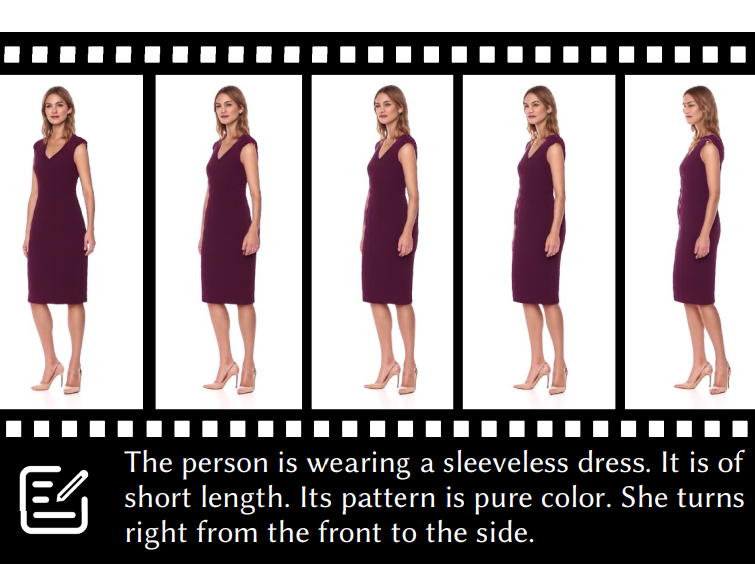 The person is wearing a sleeveless dress. It is of
short length. Its pattern is pure color. She turns
right from the front to the side.